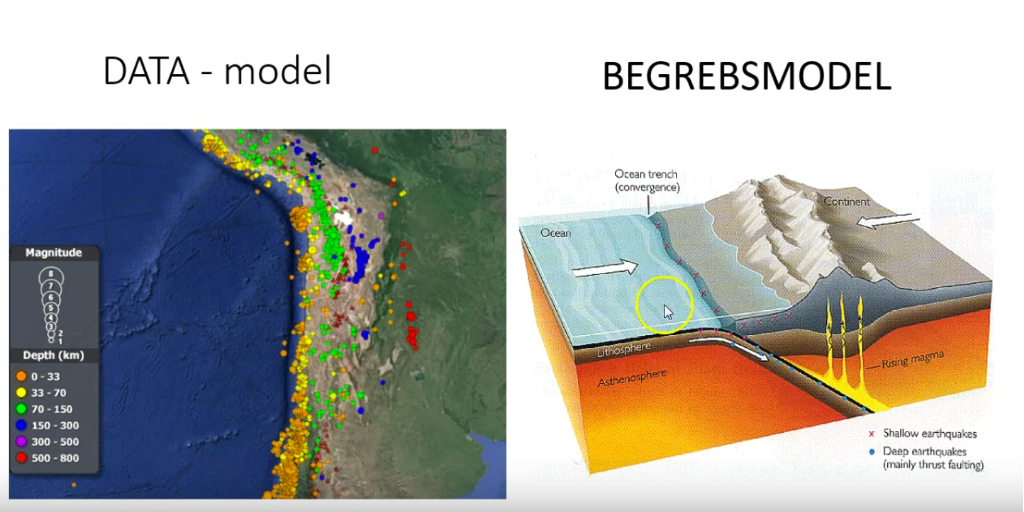 DATA - model
BEGREBSMODEL
Magnitude
8
7
6
5
4
3
2
1
Depth (km)
0 - 33
33 - 70
70 - 150
150 - 300
300 - 500
500 - 800
Ocean trench
(convergence)
Continent
Ocean
Lithosphere
Asthenosphere
Rising magma
x Shallow earthquakes
Deep earthquakes
(mainly thrust faulting)